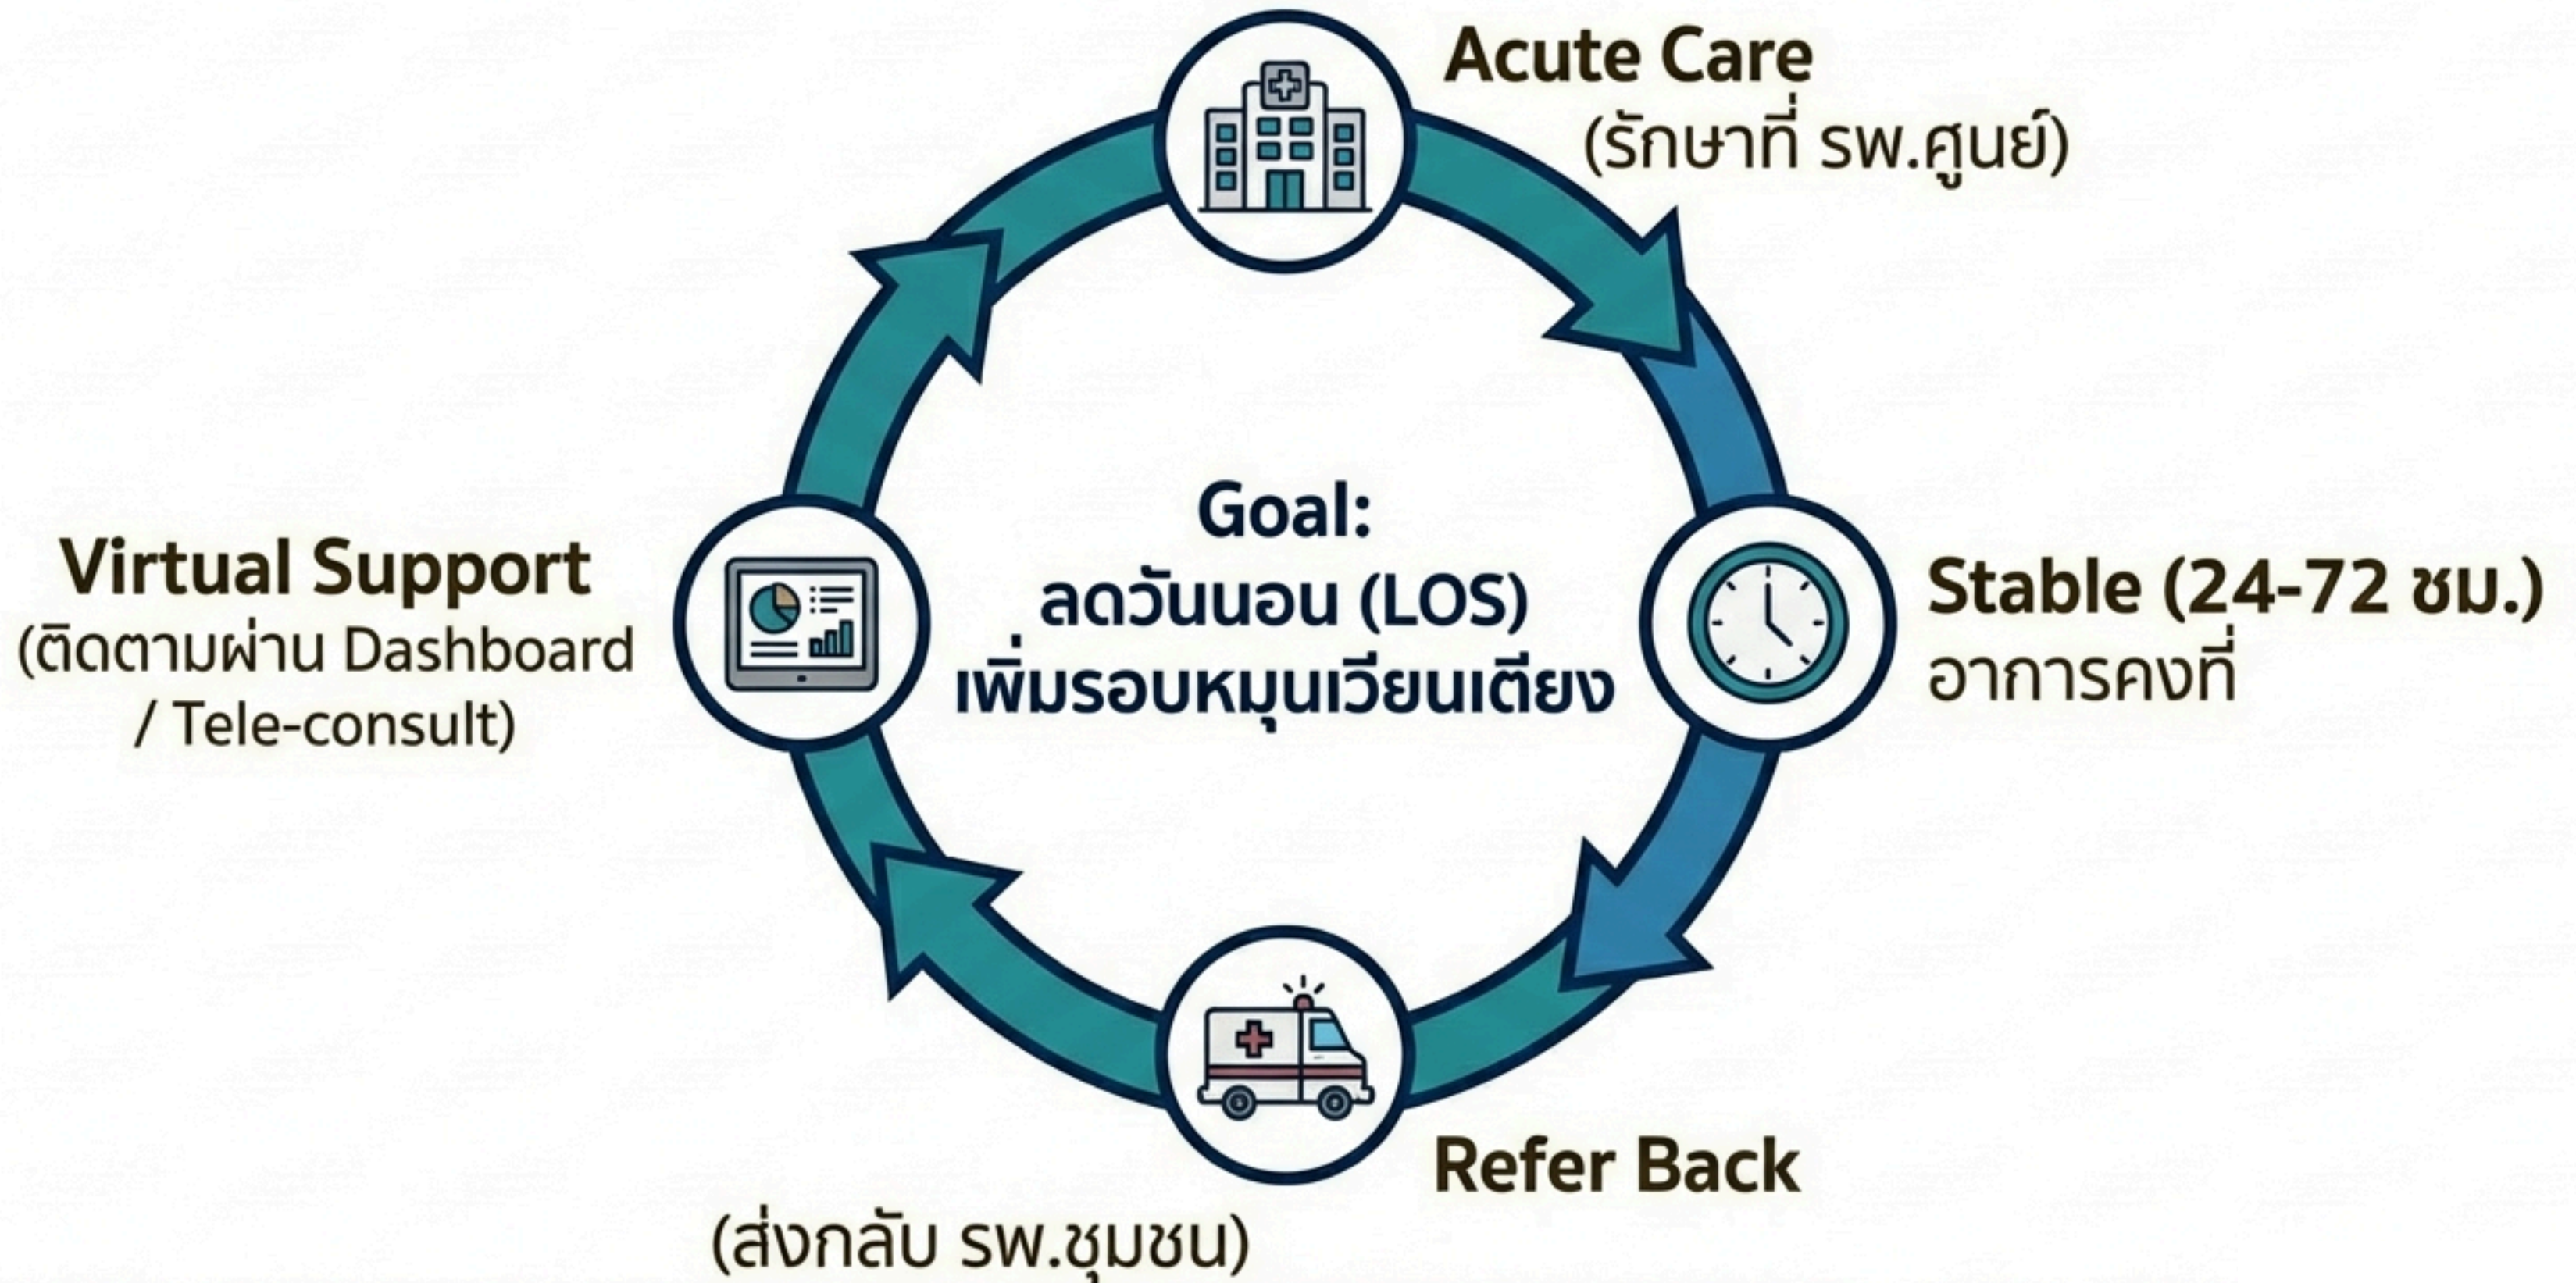 Acute Care
(รักษาที่ รพ.ศูนย์)
Goal:
ลดวันนอน (LOS)
เพิ่มรอบหมุนเวียนเตียง
Stable (24-72 ชม.)
อาการคงที่
Virtual Support
(ติดตามผ่าน Dashboard
/ Tele-consult)
Refer Back
(ส่งกลับ รพ.ชุมชน)